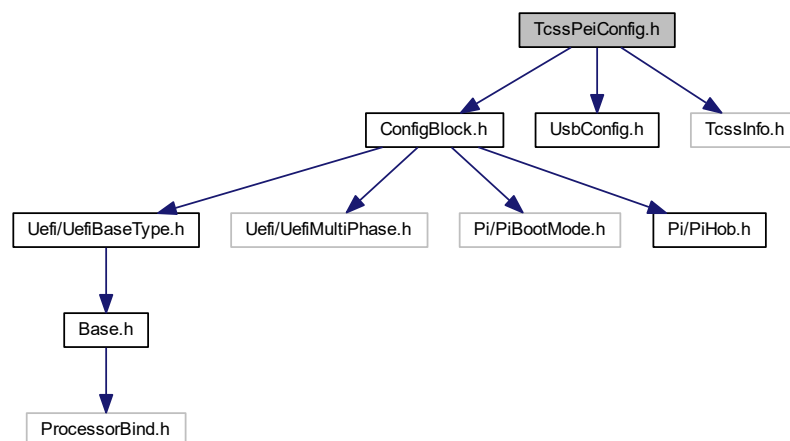 TcssPeiConfig.h
ConfigBlock.h
UsbConfig.h
TcssInfo.h
Uefi/UefiBaseType.h
Uefi/UefiMultiPhase.h
Pi/PiBootMode.h
Pi/PiHob.h
Base.h
ProcessorBind.h